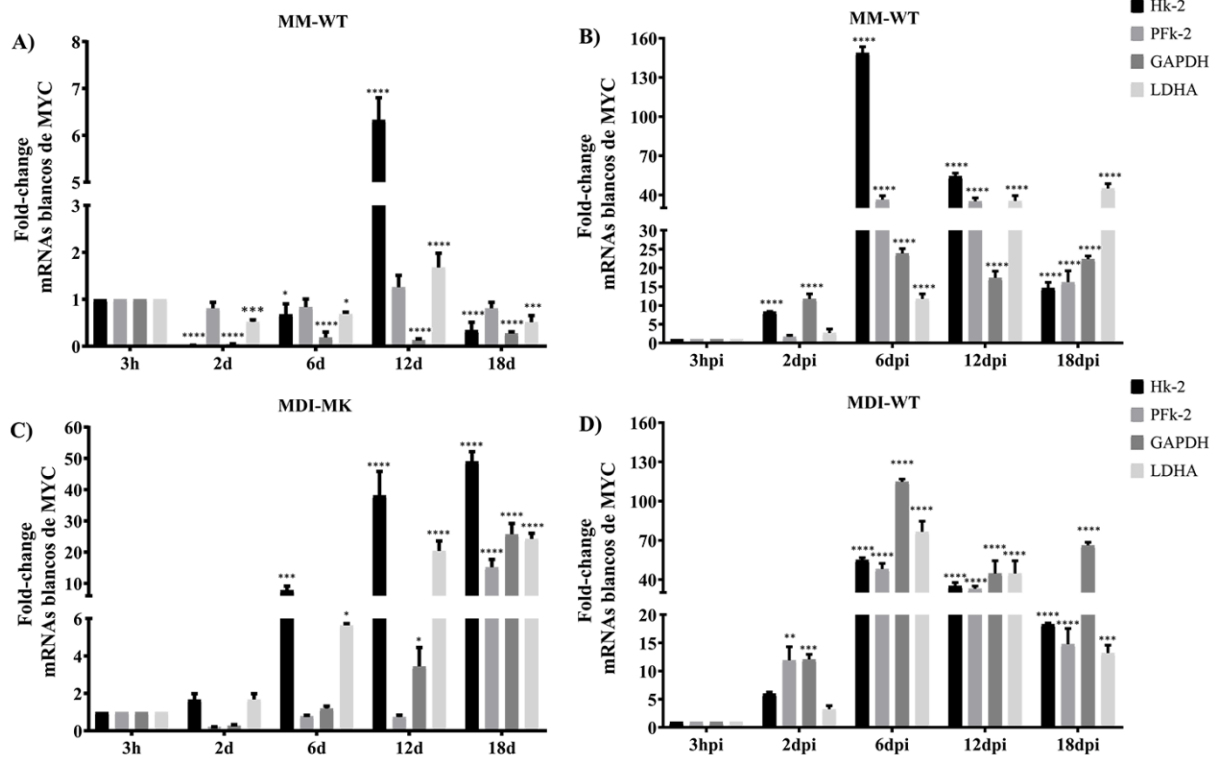 MM-WT
A)
Fold-change
mRNAs blancos de MYC
8
7
6
5
3
2
1
0
****
***
****
*
****
*
****
****
****
****
****
***
3h
2d
6d
12d
18d
MM-WT
B)
Fold-change
mRNAs blancos de MYC
160
130
100
70
40
30
25
20
15
10
5
0
****
****
****
****
****
****
****
****
****
****
****
****
****
****
3hpi
2dpi
6dpi
12dpi
18dpi
Hk-2
PFk-2
GAPDH
LDHA
MDI-MK
C)
Fold-change
mRNAs blancos de MYC
60
50
40
30
20
10
6
4
2
0
***
*
****
*
****
****
****
****
****
3h
2d
6d
12d
18d
MDI-WT
D)
Fold-change
mRNAs blancos de MYC
160
130
100
70
40
20
15
10
5
0
**
***
****
****
****
****
****
****
****
****
****
****
****
***
3hpi
2dpi
6dpi
12dpi
18dpi
Hk-2
PFk-2
GAPDH
LDHA